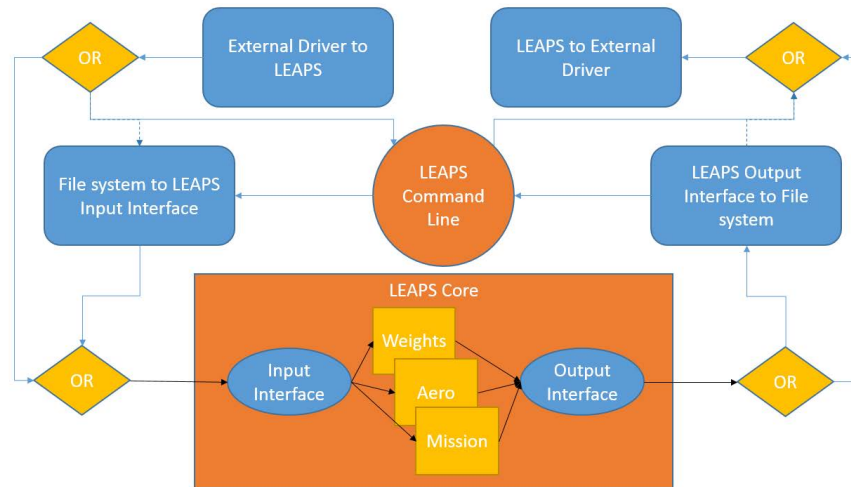 OR
External Driver to
LEAPS
LEAPS to External
Driver
OR
File system to LEAPS
Input Interface
LEAPS
Command
Line
LEAPS Output
Interface to File
system
LEAPS Core
OR
Input
Interface
Weights
Aero
Mission
Output
Interface
OR